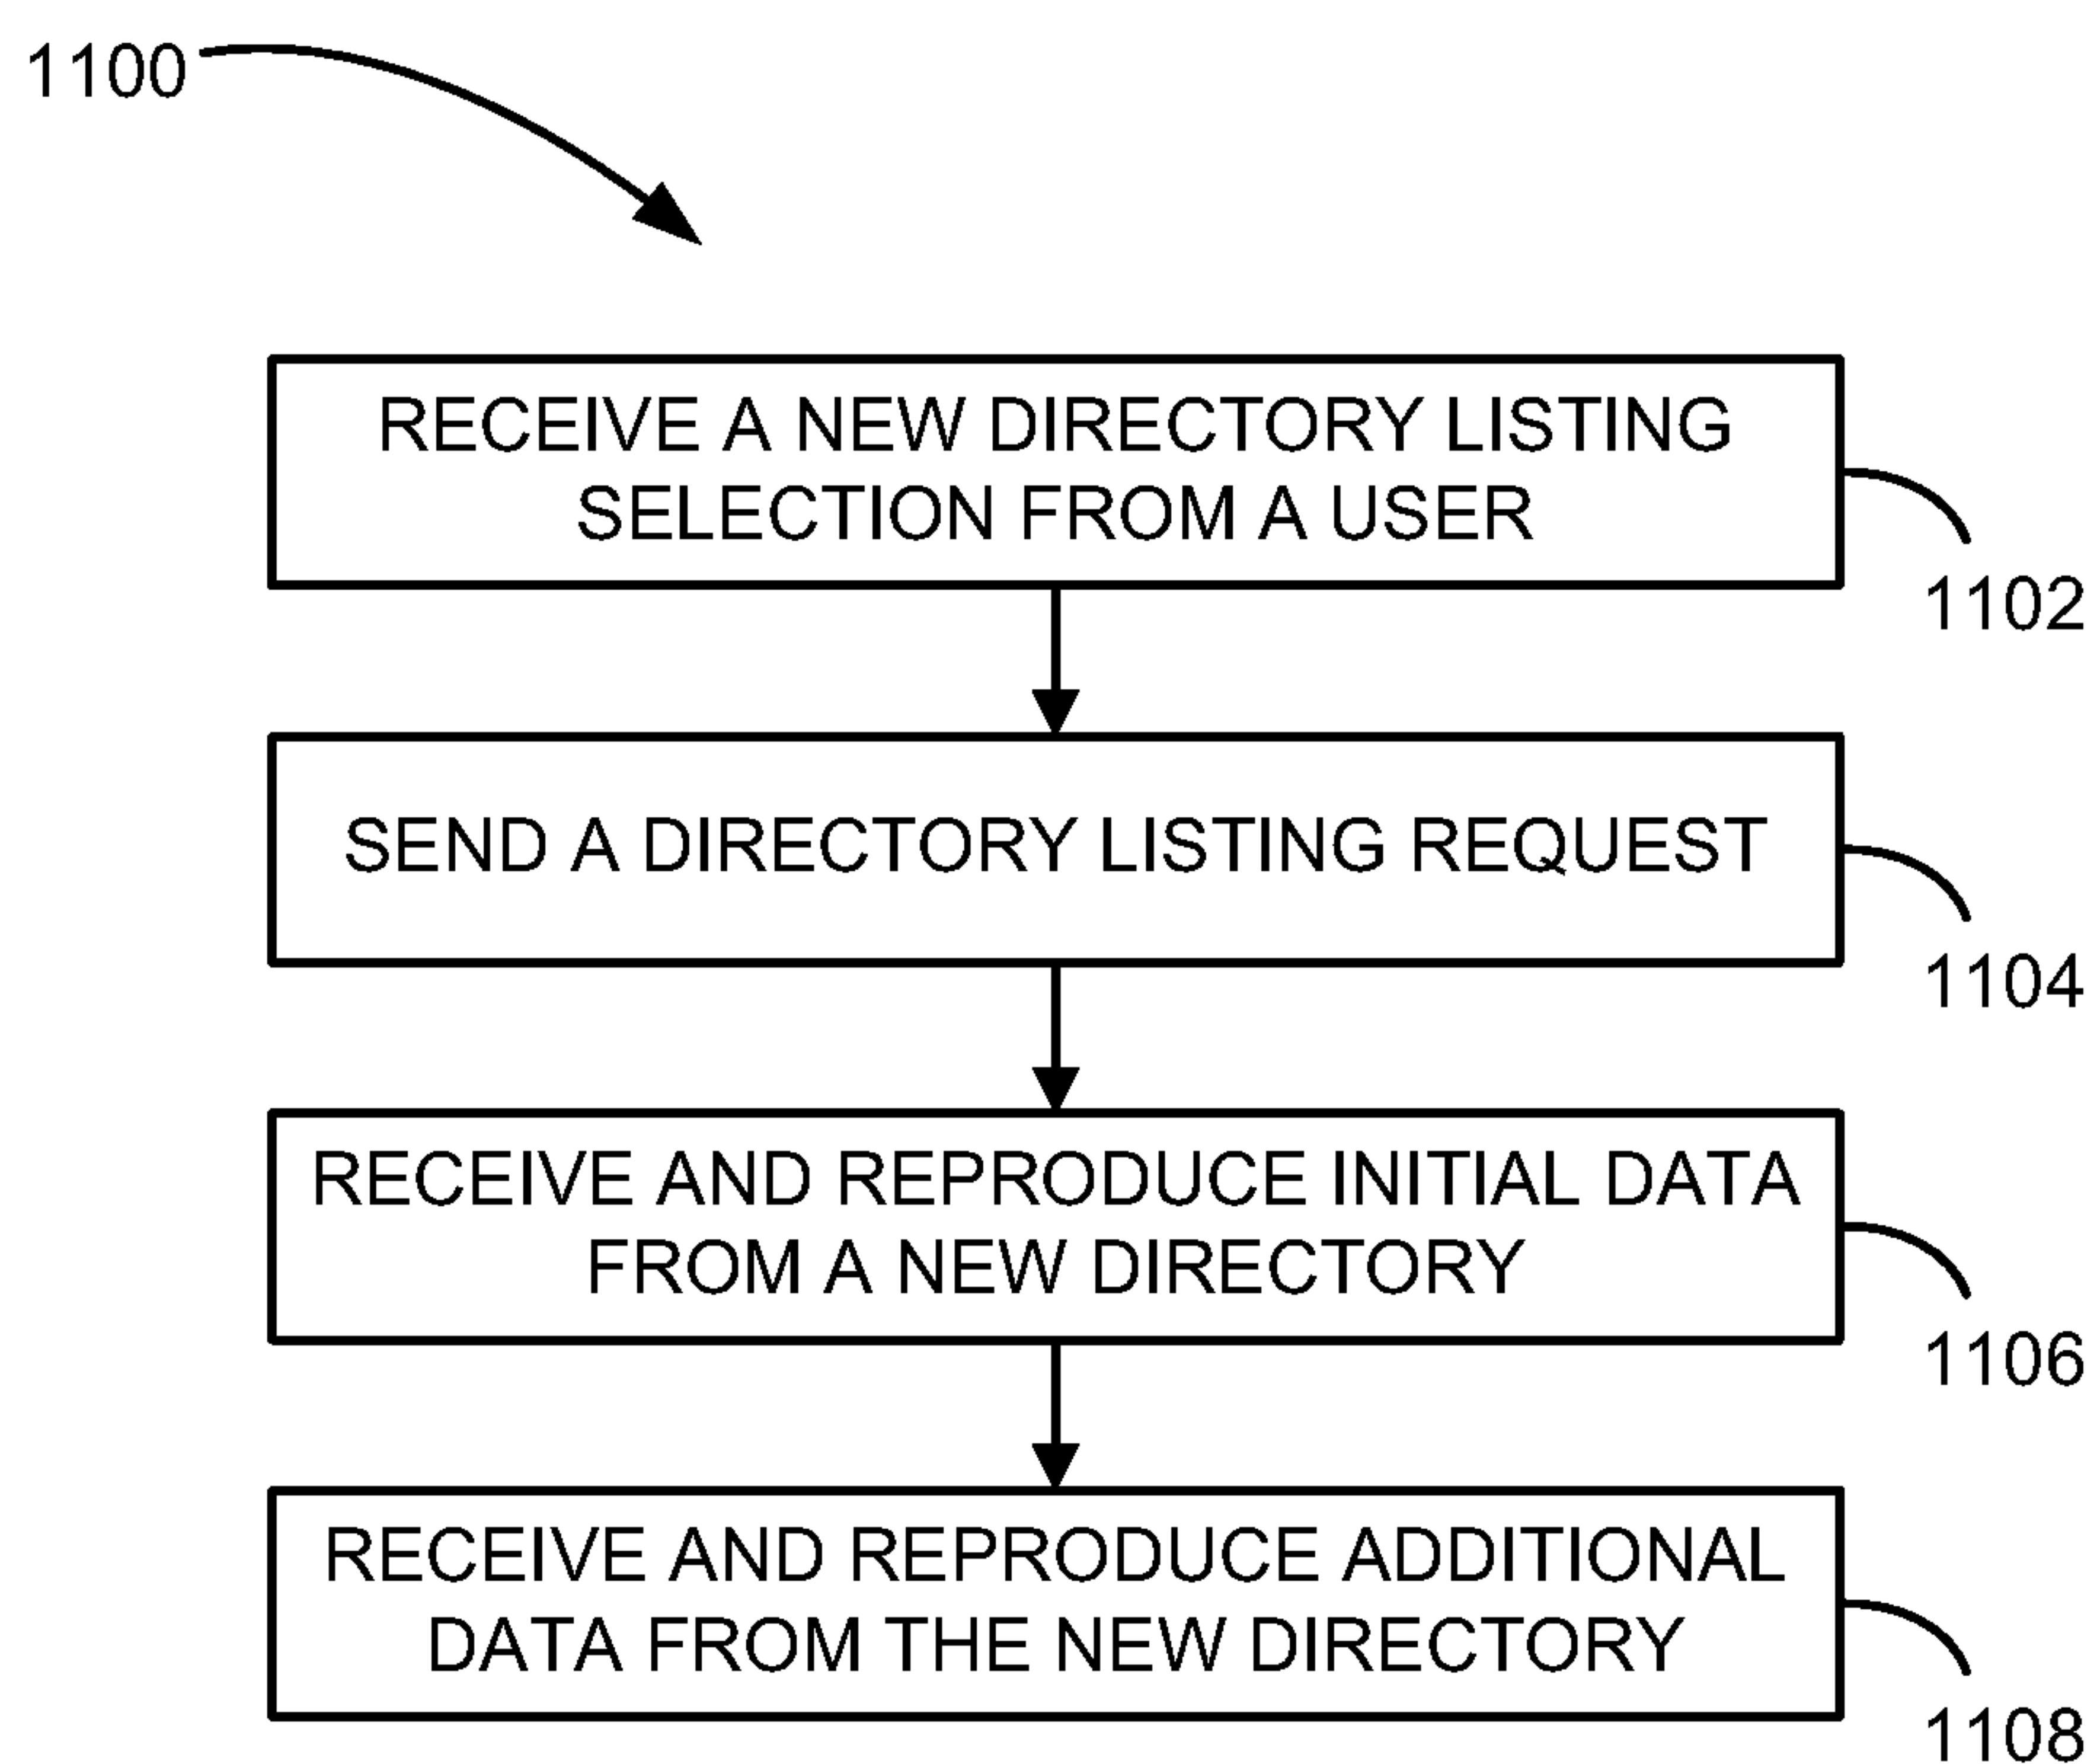 1100
RECEIVE A NEW DIRECTORY LISTING
SELECTION FROM A USER
1102
SEND A DIRECTORY LISTING REQUEST
1104
RECEIVE AND REPRODUCE INITIAL DATA
FROM A NEW DIRECTORY
1106
RECEIVE AND REPRODUCE ADDITIONAL
DATA FROM THE NEW DIRECTORY
1108